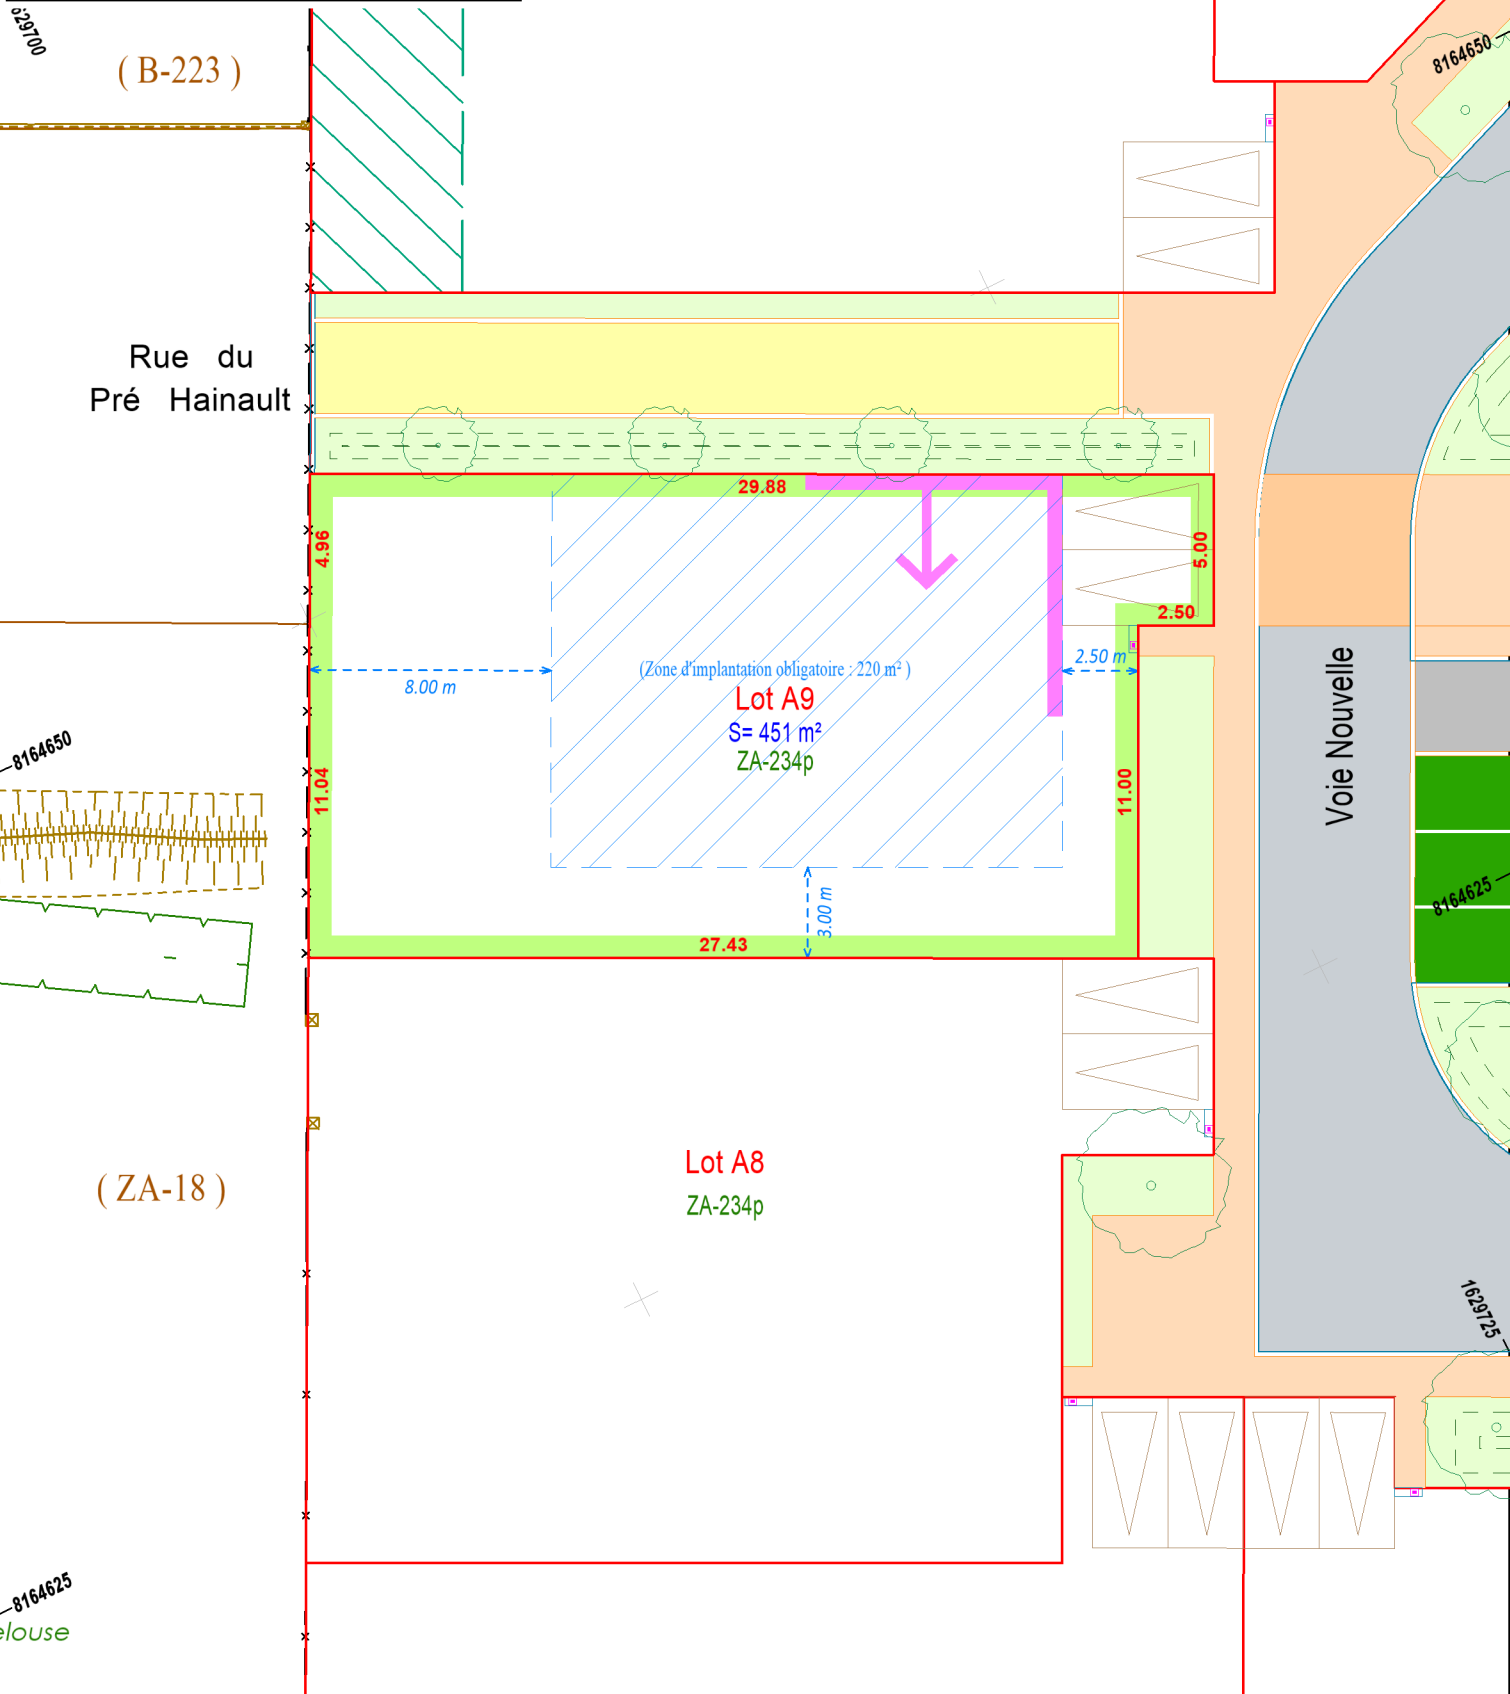 629700
( B-223 )
8164650
Rue du
Pré Hainault
29.88
4.96
5.00
2.50
(Zone d'implantation obligatoire : 220 m² )
2.50 m
8.00 m
Lot A9
S= 451 m²
ZA-234p
Voie Nouvelle
8164650
11.04
11.00
8164625
3.00 m
27.43
Lot A8
ZA-234p
( ZA-18 )
1629725
8164625
elouse